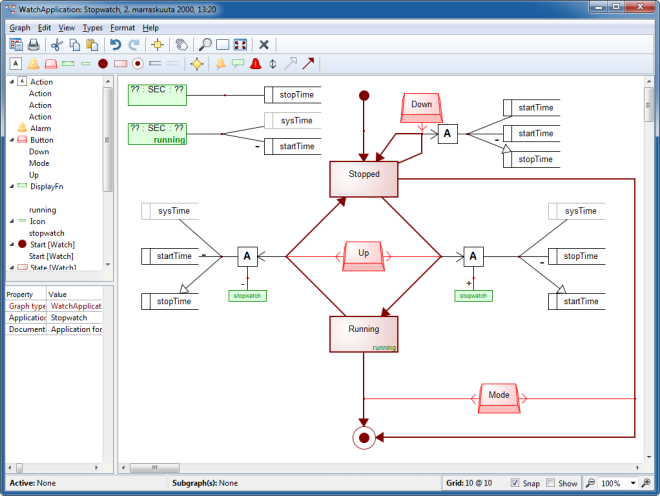 WatchApplication: Stopwatch, 2. marraskuuta 2000, 13:20
Graph Edit View Types Format Help
Action
Action
Action
Action
Alarm
Button
Down
Mode
Up
DisplayFn
running
Icon
stopwatch
Start [Watch]
Start [Watch]
State [Watch]
Property Value
Graph type WatchApplicat
Application Stopwatch
Document Application for
?? : SEC : ??
stopTime
?? : SEC : ??
running
sysTime
startTime
Down
A
startTime
startTime
stopTime
Stopped
sysTime
startTime
stopTime
A
stopwatch
Up
A
stopwatch
sysTime
stopTime
startTime
Running
running
Mode
Active: None
Subgraph(s): None
Grid: 10 @ 10
Snap
Show
100%